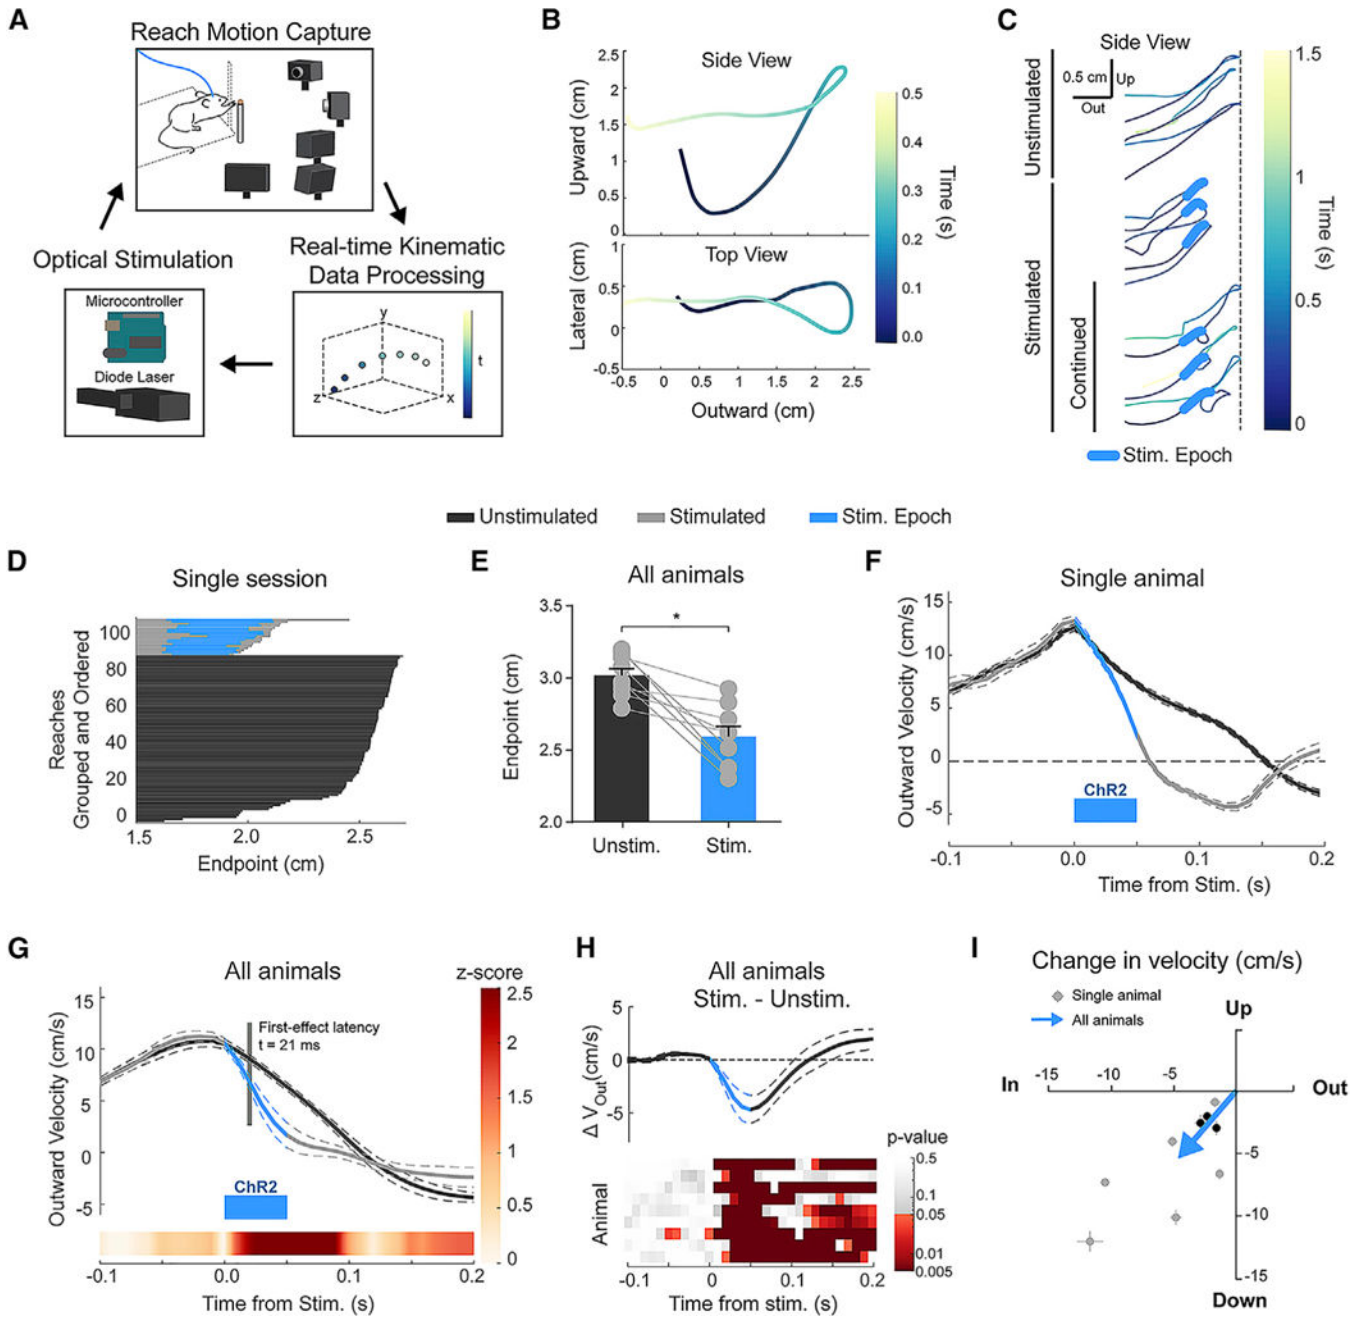 A
Reach Motion Capture
Optical Stimulation
Microcontroller
Diode Laser
Real-time Kinematic
Data Processing
y
z
x
t
B
Side View
Upward (cm)
2.5
2
1.5
1
0.5
0
Top View
Lateral (cm)
1
0.5
0
-0.5
-0.5
0
0.5
1
1.5
2
2.5
Outward (cm)
0.5
0.4
0.3
0.2
0.1
0.0
Time (s)
C
Side View
0.5 cm
Up
Out
Unstimulated
Stimulated
Continued
1.5
1
0.5
0
Time (s)
Stim. Epoch
Unstimulated
Stimulated
Stim. Epoch
D
Single session
Reaches
Grouped and Ordered
100
80
60
40
20
0
1.5
2.0
2.5
Endpoint (cm)
E
All animals
*
Endpoint (cm)
3.5
3.0
2.5
2.0
Unstim.
Stim.
F
Single animal
Outward Velocity (cm/s)
15
10
5
0
-5
ChR2
-0.1
0.0
0.1
0.2
Time from Stim. (s)
G
All animals
Outward Velocity (cm/s)
15
10
5
0
-5
First-effect latency
t = 21 ms
ChR2
-0.1
0.0
0.1
0.2
Time from Stim. (s)
z-score
2.5
2
1.5
1
0.5
0
H
All animals
Stim. - Unstim.
Δ VOut(cm/s)
5
0
-5
Animal
-0.1
0
0.1
0.2
Time from stim. (s)
p-value
0.5
0.1
0.05
0.01
0.005
I
Change in velocity (cm/s)
Single animal
All animals
Up
In
-15
-10
-5
Out
-5
-10
-15
Down